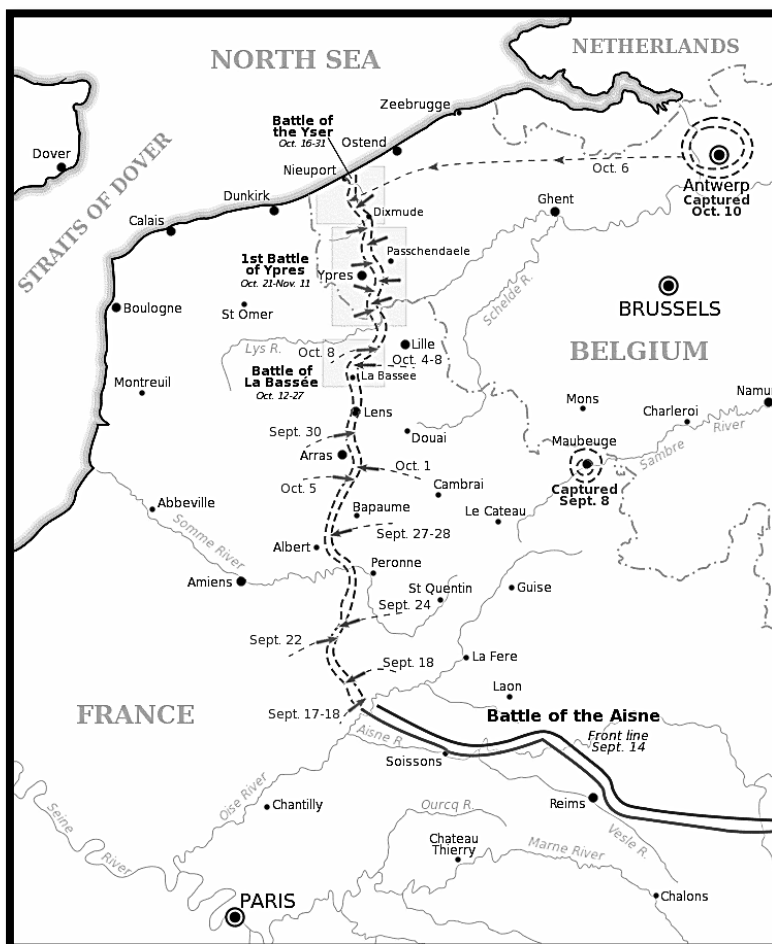 NORTH SEA
NETHERLANDS
Zeebrugge
Battle of
the Yser
Oct. 16-31
Ostend
Dover
Nieuport
Oct. 6
Antwerp
Captured
Oct. 10
STRAITS OF DOVER
Dunkirk
Calais
Dixmude
Ghent
1st Battle
of Ypres
Oct. 21-Nov. 11
Passchendaele
Ypres
Schelde R.
BRUSSELS
Boulogne
St Omer
Lys R.
Oct. 8
Lille
Oct. 4-8
BELGIUM
Battle of
La Bassée
Oct. 12-27
La Bassee
Montreuil
Mons
Namur
Charleroi
Lens
Sept. 30
Douai
Maubeuge
Sambre
River
Arras
Oct. 1
Oct. 5
Cambrai
Captured
Sept. 8
Abbeville
Bapaume
Le Cateau
Somme River
Sept. 27-28
Albert
Peronne
Amiens
St Quentin
Guise
Sept. 24
Sept. 22
La Fere
Sept. 18
Laon
FRANCE
Sept. 17-18
Battle of the Aisne
Front line
Sept. 14
Aisne R
Soissons
Oise River
Chantilly
Ourcq R.
Reims
Seine
River
Chateau
Thierry
Marne River
Vesle R.
Chalons
PARIS